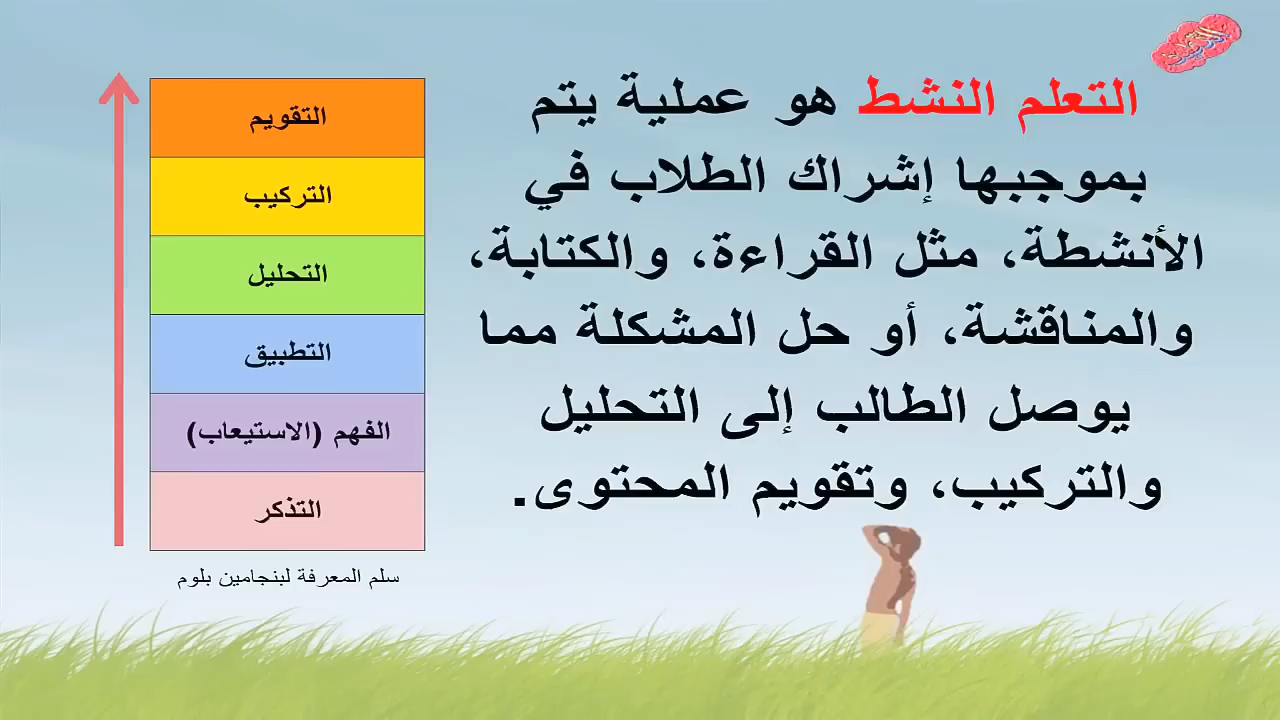 التعلم النشط هو عملية يتم
بموجبها إشراك الطلاب في
الأنشطة، مثل القراءة، والكتابة،
والمناقشة، أو حل المشكلة مما
يوصل الطالب إلى التحليل
والتركيب، وتقويم المحتوى.
التقويم
التركيب
التحليل
التطبيق
الفهم (الاستيعاب)
التذكر
سلم المعرفة لبنجامين بلوم